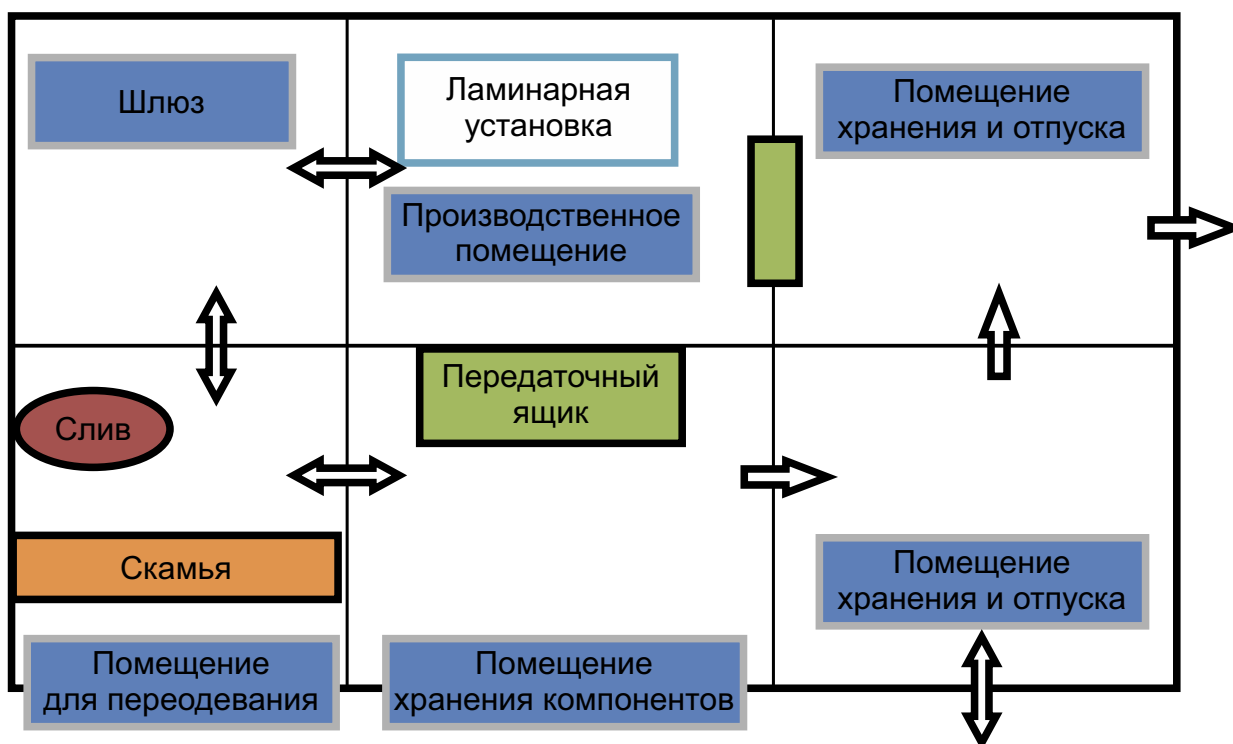 Шлюз
Ламинарная
установка
Помещение
хранения и отпуска
Производственное
помещение
Передаточный
ящик
Слив
Скамья
Помещение
хранения и отпуска
Помещение
для переодевания
Помещение
хранения компонентов